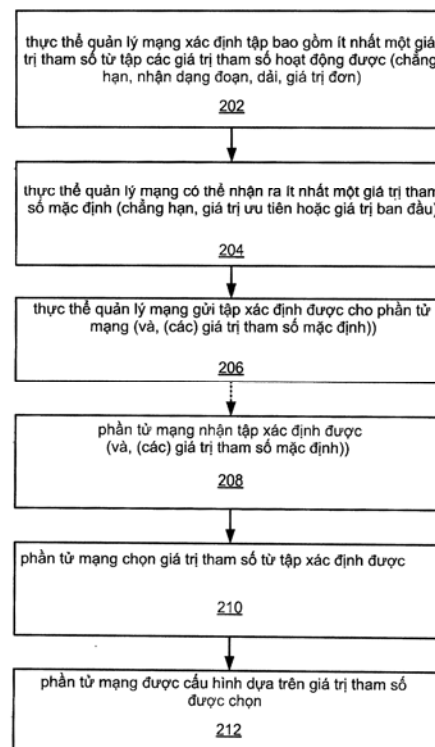 thực thể quản lý mạng xác định tập bao gồm ít nhất một giá
trị tham số từ tập các giá trị tham số hoạt động được (chẳng
hạn, nhận dạng đoạn, dải, giá trị đơn)
202
thực thể quản lý mạng có thể nhận ra ít nhất một giá trị tham
số mặc định (chẳng hạn, giá trị ưu tiên hoặc giá trị ban đầu)
204
thực thể quản lý mạng gửi tập xác định được cho phần tử
mạng (và, (các) giá trị tham số mặc định))
206
phần tử mạng nhận tập xác định được
(và, (các) giá trị tham số mặc định))
208
phần tử mạng chọn giá trị tham số từ tập xác định được
210
phần tử mạng được cấu hình dựa trên giá trị tham số
được chọn
212